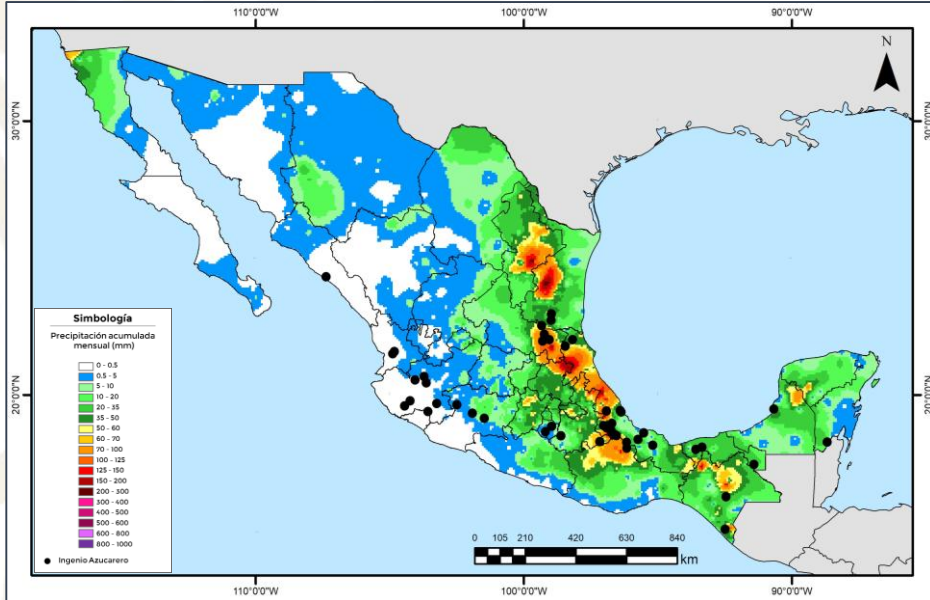 110°0'0"W
100°0'0"W
90°0'0"W
N
30°0'0"N
30°0'0"N
20°0'0"N
20°0'0"N
Simbología
Precipitación acumulada
mensual (mm)
0 - 0.5
0.5 - 5
5 - 10
10 - 20
20 - 35
35 - 50
50 - 60
60 - 70
70 - 100
100 - 125
125 - 150
150 - 200
200 - 300
300 - 400
400 - 500
500 - 600
600 - 800
800 - 1000
Ingenio Azucarero
0 105 210 420 630 840
km
110°0'0"W
100°0'0"W
90°0'0"W